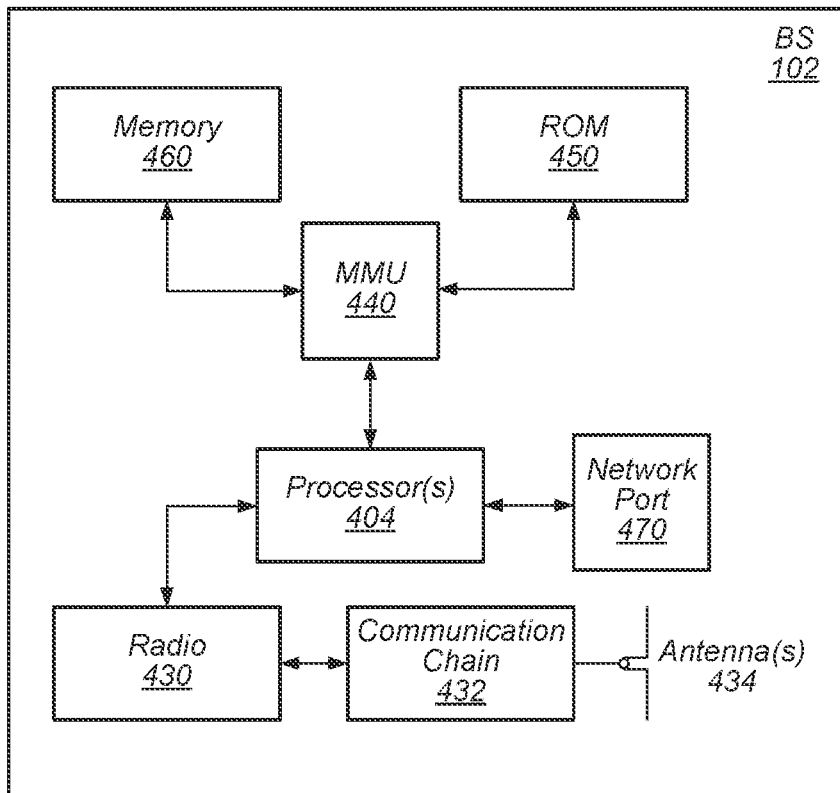 BS
102
Memory
460
ROM
450
MMU
440
Processor(s)
404
Network
Port
470
Radio
430
Communication
Chain
432
Antenna(s)
434